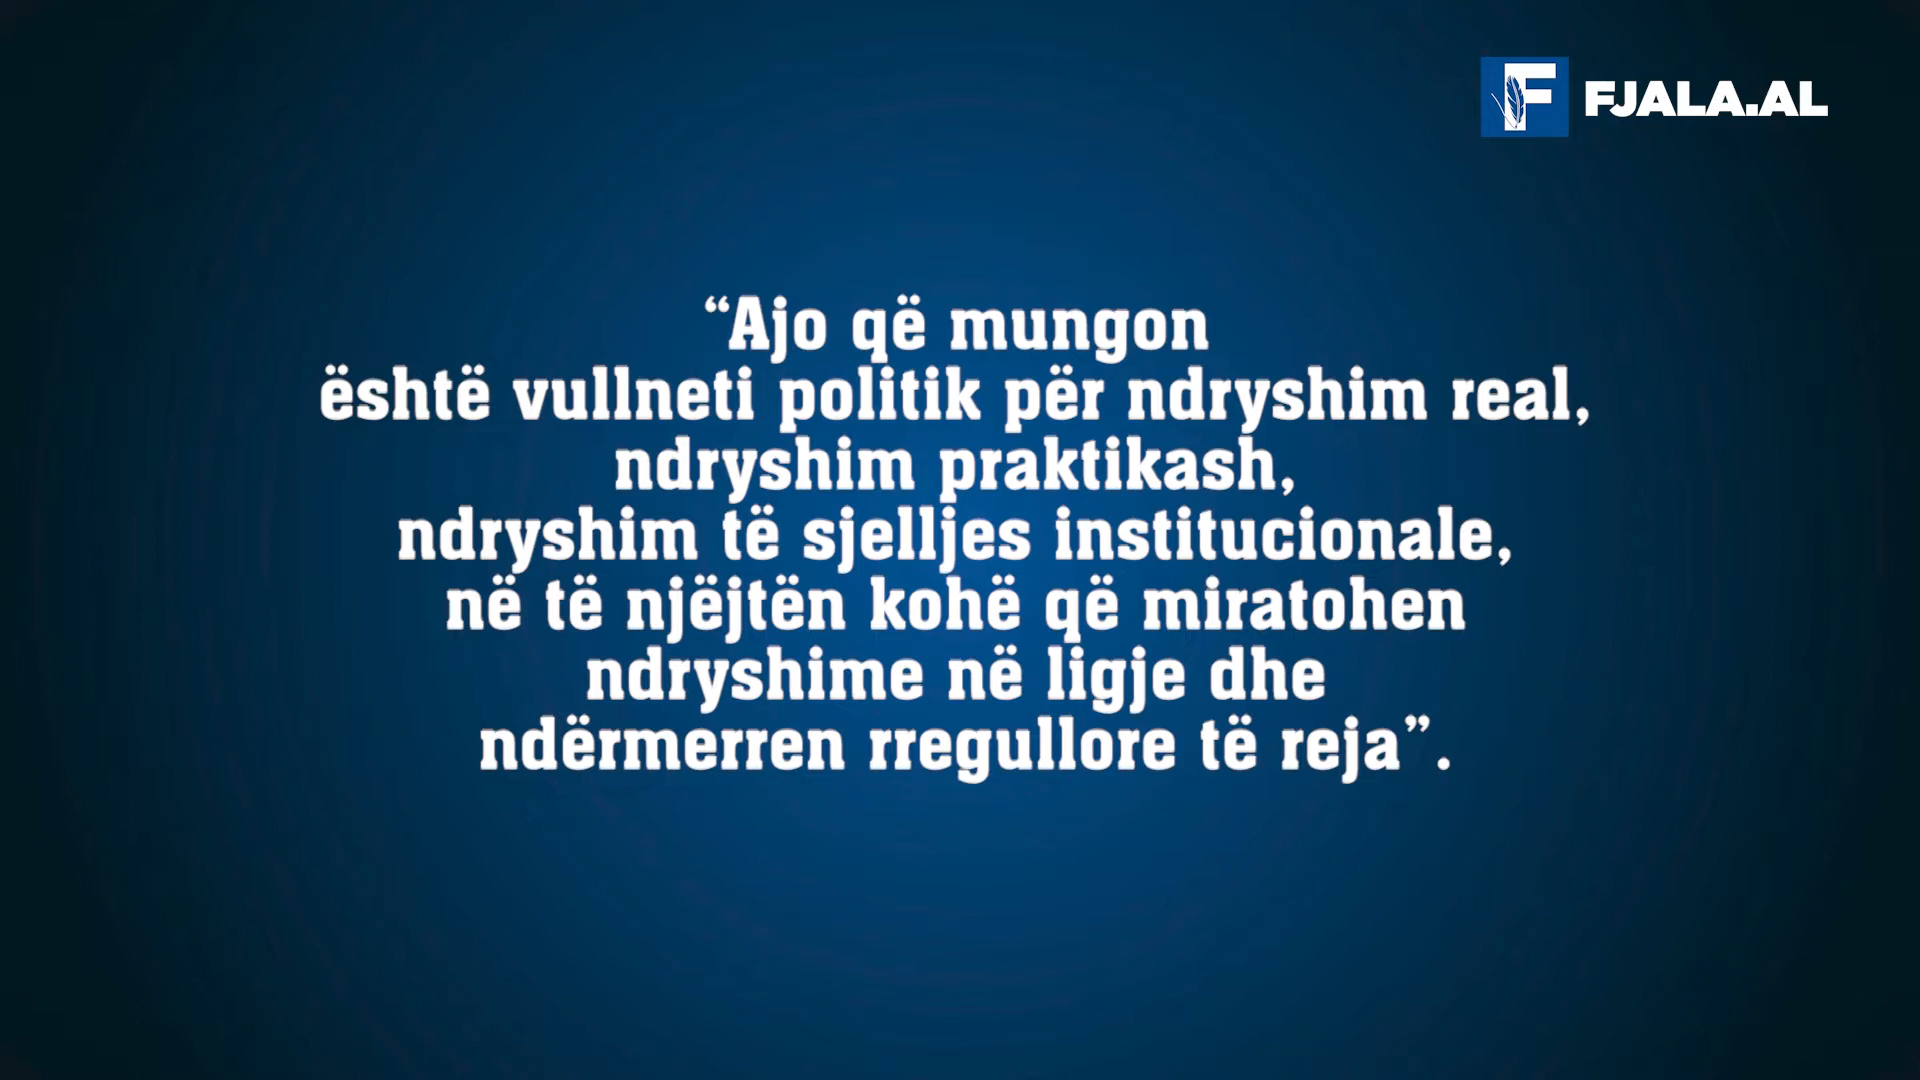 FJALA.AL
“Ajo që mungon
është vullneti politik për ndryshim real,
ndryshim praktikash,
ndryshim të sjelljes institucionale,
në të njëjtën kohë që miratohen
ndryshime në ligje dhe
ndërmerren rregullore të reja”.